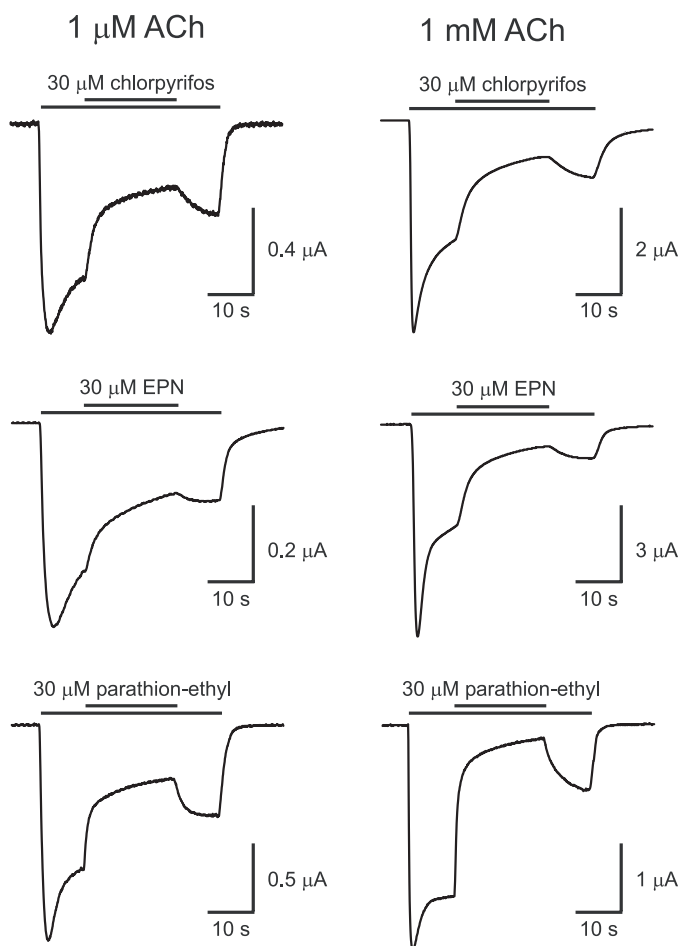 1 μM ACh
1 mM ACh
30 μM chlorpyrifos
30 μM chlorpyrifos
0.4 μA
10 s
2 μA
10 s
30 μM EPN
30 μM EPN
0.2 μA
10 s
3 μA
10 s
30 μM parathion-ethyl
30 μM parathion-ethyl
0.5 μA
10 s
1 μA
10 s